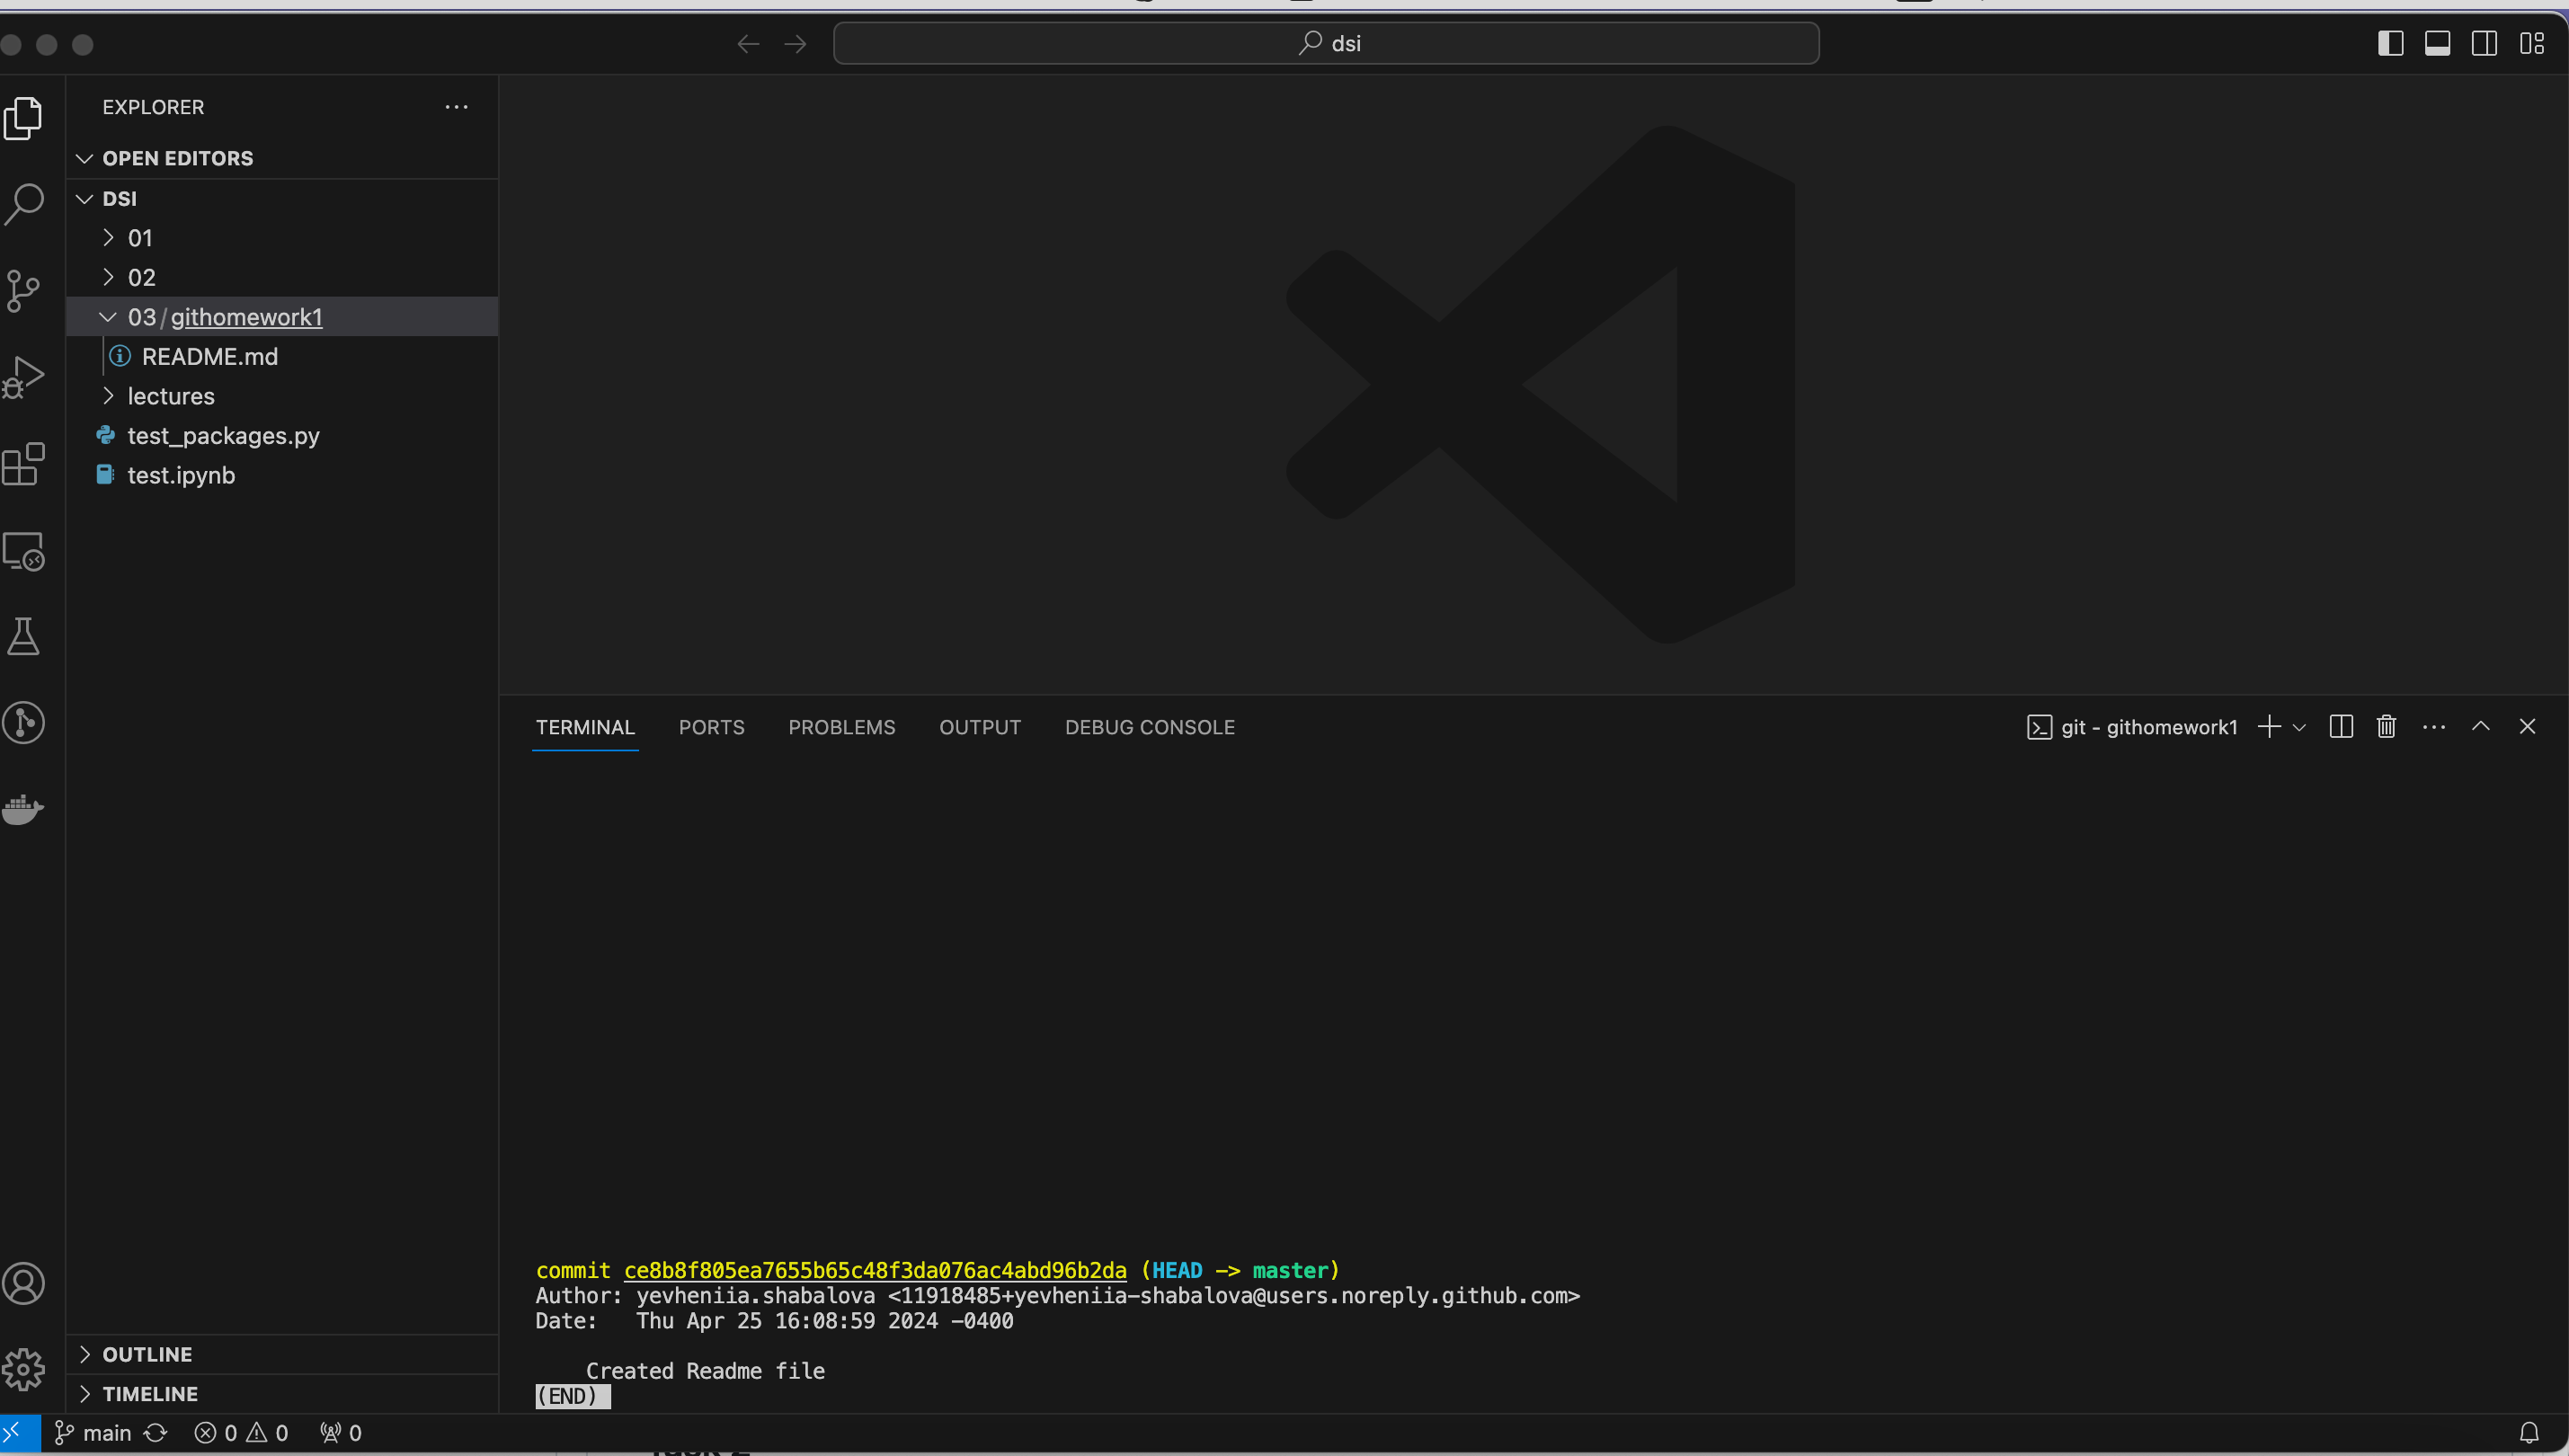 dsi
EXPLORER
OPEN EDITORS
DSI
01
02
03/githomework1
README.md
lectures
test_packages.py
test.ipynb
TERMINAL PORTS PROBLEMS OUTPUT DEBUG CONSOLE git - githomework1
commit ce8b8f805ea7655b65c48f3da076ac4abd96b2da (HEAD -> master)
Author: yevheniia.shabalova <11918485+yevheniia-shabalova@users.noreply.github.com>
Date:   Thu Apr 25 16:08:59 2024 -0400
Created Readme file
(END)
OUTLINE
TIMELINE
main 0 0 0